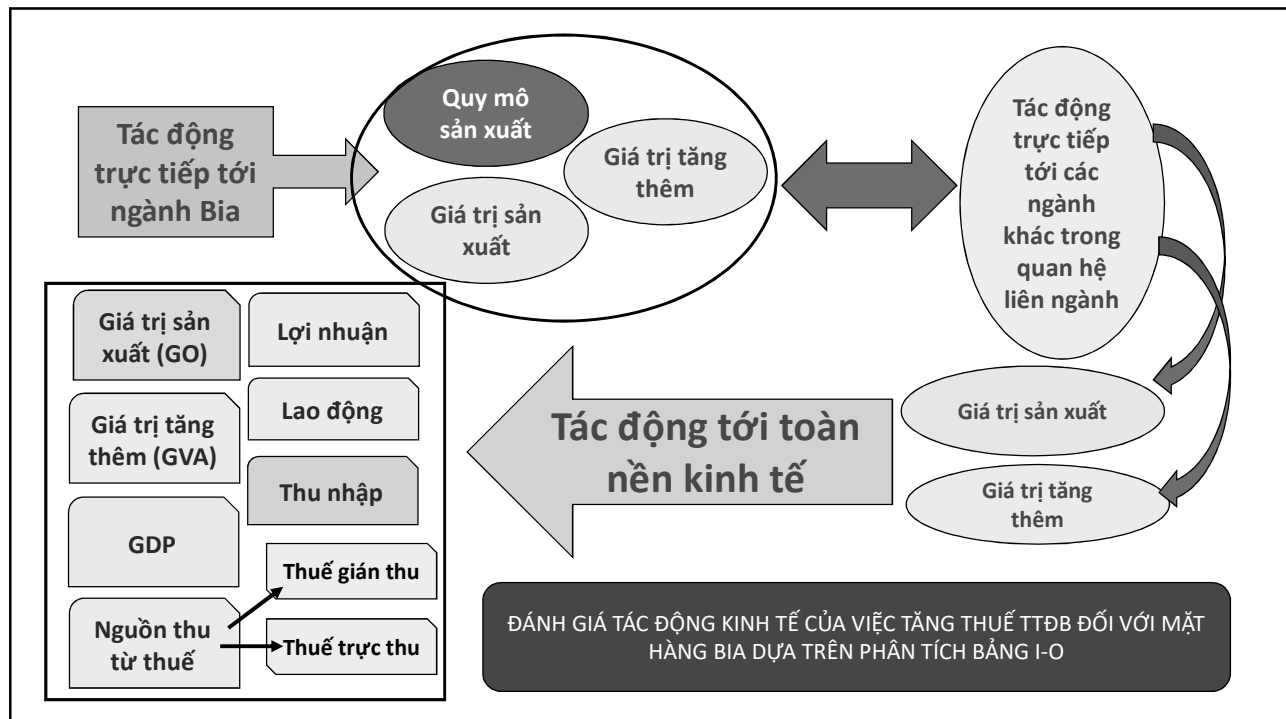 Tác động
trực tiếp tới
ngành Bia
Quy mô
sản xuất
Giá trị tăng
thêm
Giá trị sản
xuất
Tác động
trực tiếp
tới các
ngành
khác trong
quan hệ
liên ngành
Giá trị sản xuất
Giá trị tăng
thêm
Tác động tới toàn
nền kinh tế
Giá trị sản
xuất (GO)
Lợi nhuận
Giá trị tăng
thêm (GVA)
Lao động
Thu nhập
GDP
Nguồn thu
từ thuế
Thuế gián thu
Thuế trực thu
ĐÁNH GIÁ TÁC ĐỘNG KINH TẾ CỦA VIỆC TĂNG THUẾ TTĐB ĐỐI VỚI MẶT
HÀNG BIA DỰA TRÊN PHÂN TÍCH BẢNG I-O